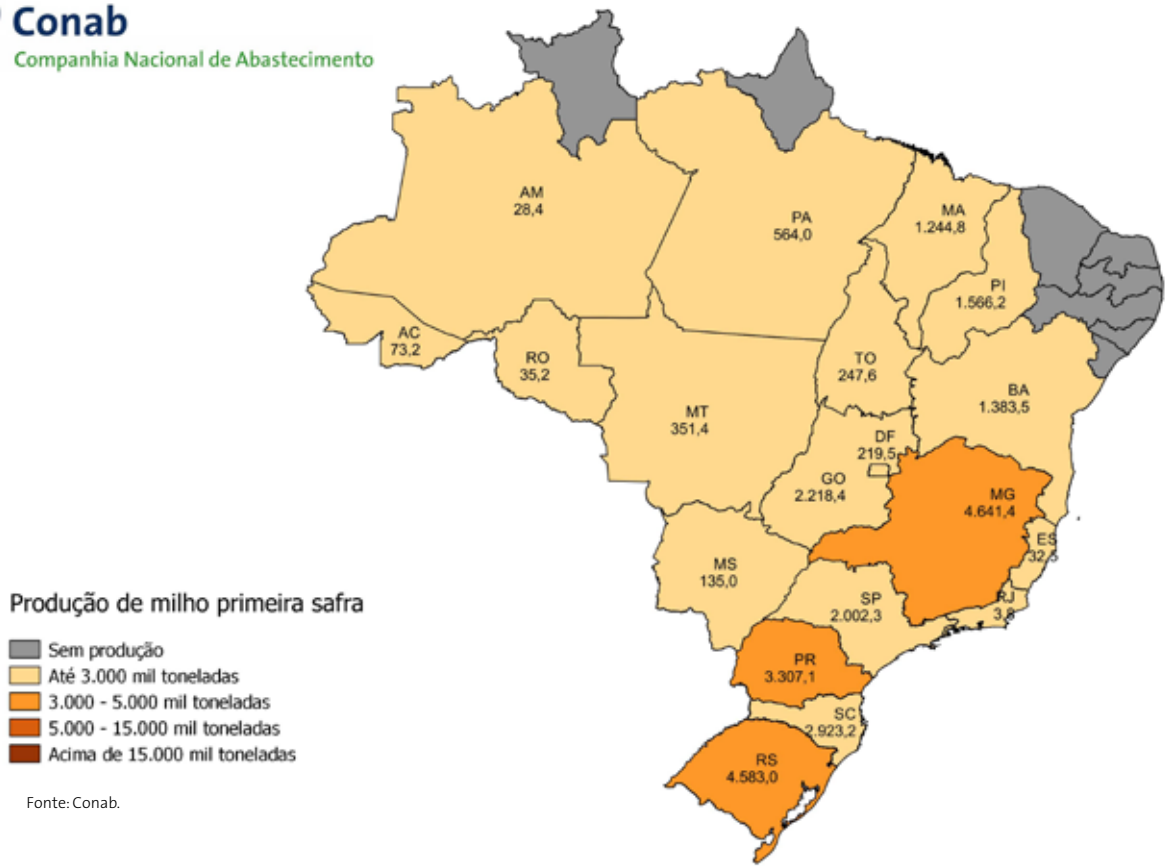 Conab
Companhia Nacional de Abastecimento
AM
28,4
PA
564,0
MA
1.244,8
PI
1.566,2
AC
73,2
RO
35,2
TO
247,6
BA
1.383,5
MT
351,4
DF
219,5
GO
2.218,4
MG
4.641,4
ES
32,5
MS
135,0
SP
2.002,3
RJ
3,8
PR
3.307,1
SC
2.923,2
RS
4.583,0
Produção de milho primeira safra
Sem produção
Até 3.000 mil toneladas
3.000 - 5.000 mil toneladas
5.000 - 15.000 mil toneladas
Acima de 15.000 mil toneladas
Fonte: Conab.